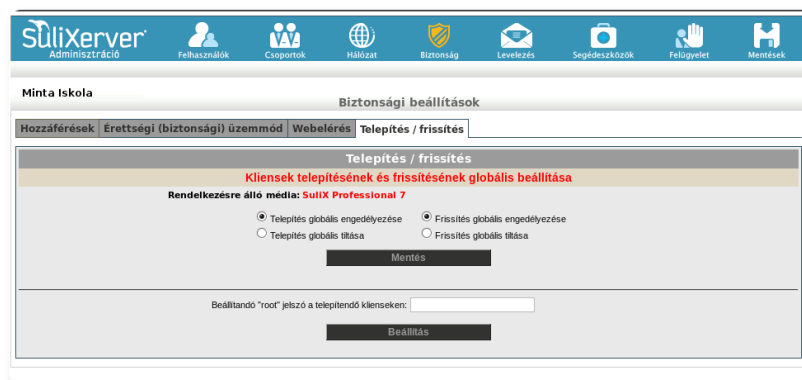 SüliXerver
Adminisztráció
Felhasználók Csoportok Hálózat Biztonság Levelezés Segédeszközök Felügyelet Mentések
Minta Iskola
Biztonsági beállítások
Hozzáférések Érettségi (biztonsági) üzemmód Webelérés Telepítés / frissítés
Telepítés / frissítés
Kliensek telepítésének és frissítésének globális beállítása
Rendelkezésre álló média: SuliX Professional 7
Telepítés globális engedélyezése Frissítés globális engedélyezése
Telepítés globális tiltása Frissítés globális tiltása
Mentés
Beállítandó "root" jelszó a telepítendő klienseken:
Beállítás